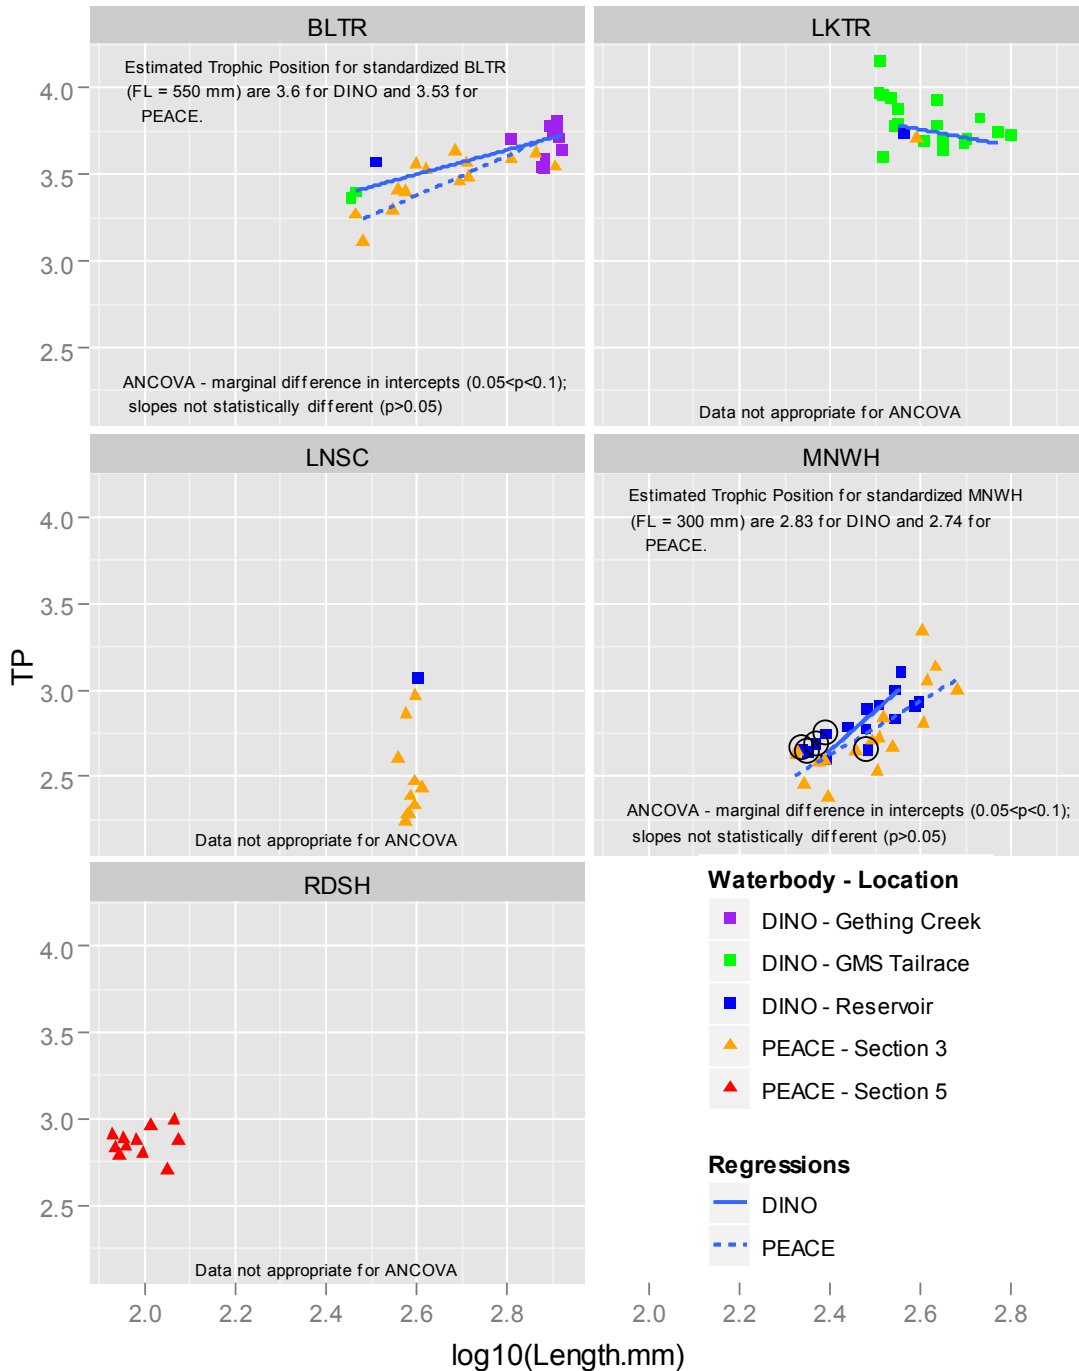 BLTR
LKTR
Estimated Trophic Position for standardized BLTR
(FL = 550 mm) are 3.6 for DINO and 3.53 for
PEACE.
4.0
3.5
3.0
2.5
ANCOVA - marginal difference in intercepts (0.05<p<0.1);
slopes not statistically different (p>0.05)
Data not appropriate for ANCOVA
LNSC
MNWH
Estimated Trophic Position for standardized MNWH
(FL = 300 mm) are 2.83 for DINO and 2.74 for
PEACE.
4.0
3.5
3.0
2.5
TP
Data not appropriate for ANCOVA
ANCOVA - marginal difference in intercepts (0.05<p<0.1);
slopes not statistically different (p>0.05)
RDSH
4.0
3.5
3.0
2.5
Data not appropriate for ANCOVA
Waterbody - Location
DINO - Gething Creek
DINO - GMS Tailrace
DINO - Reservoir
PEACE - Section 3
PEACE - Section 5
Regressions
DINO
PEACE
2.0 2.2 2.4 2.6 2.8
2.0 2.2 2.4 2.6 2.8
log10(Length.mm)